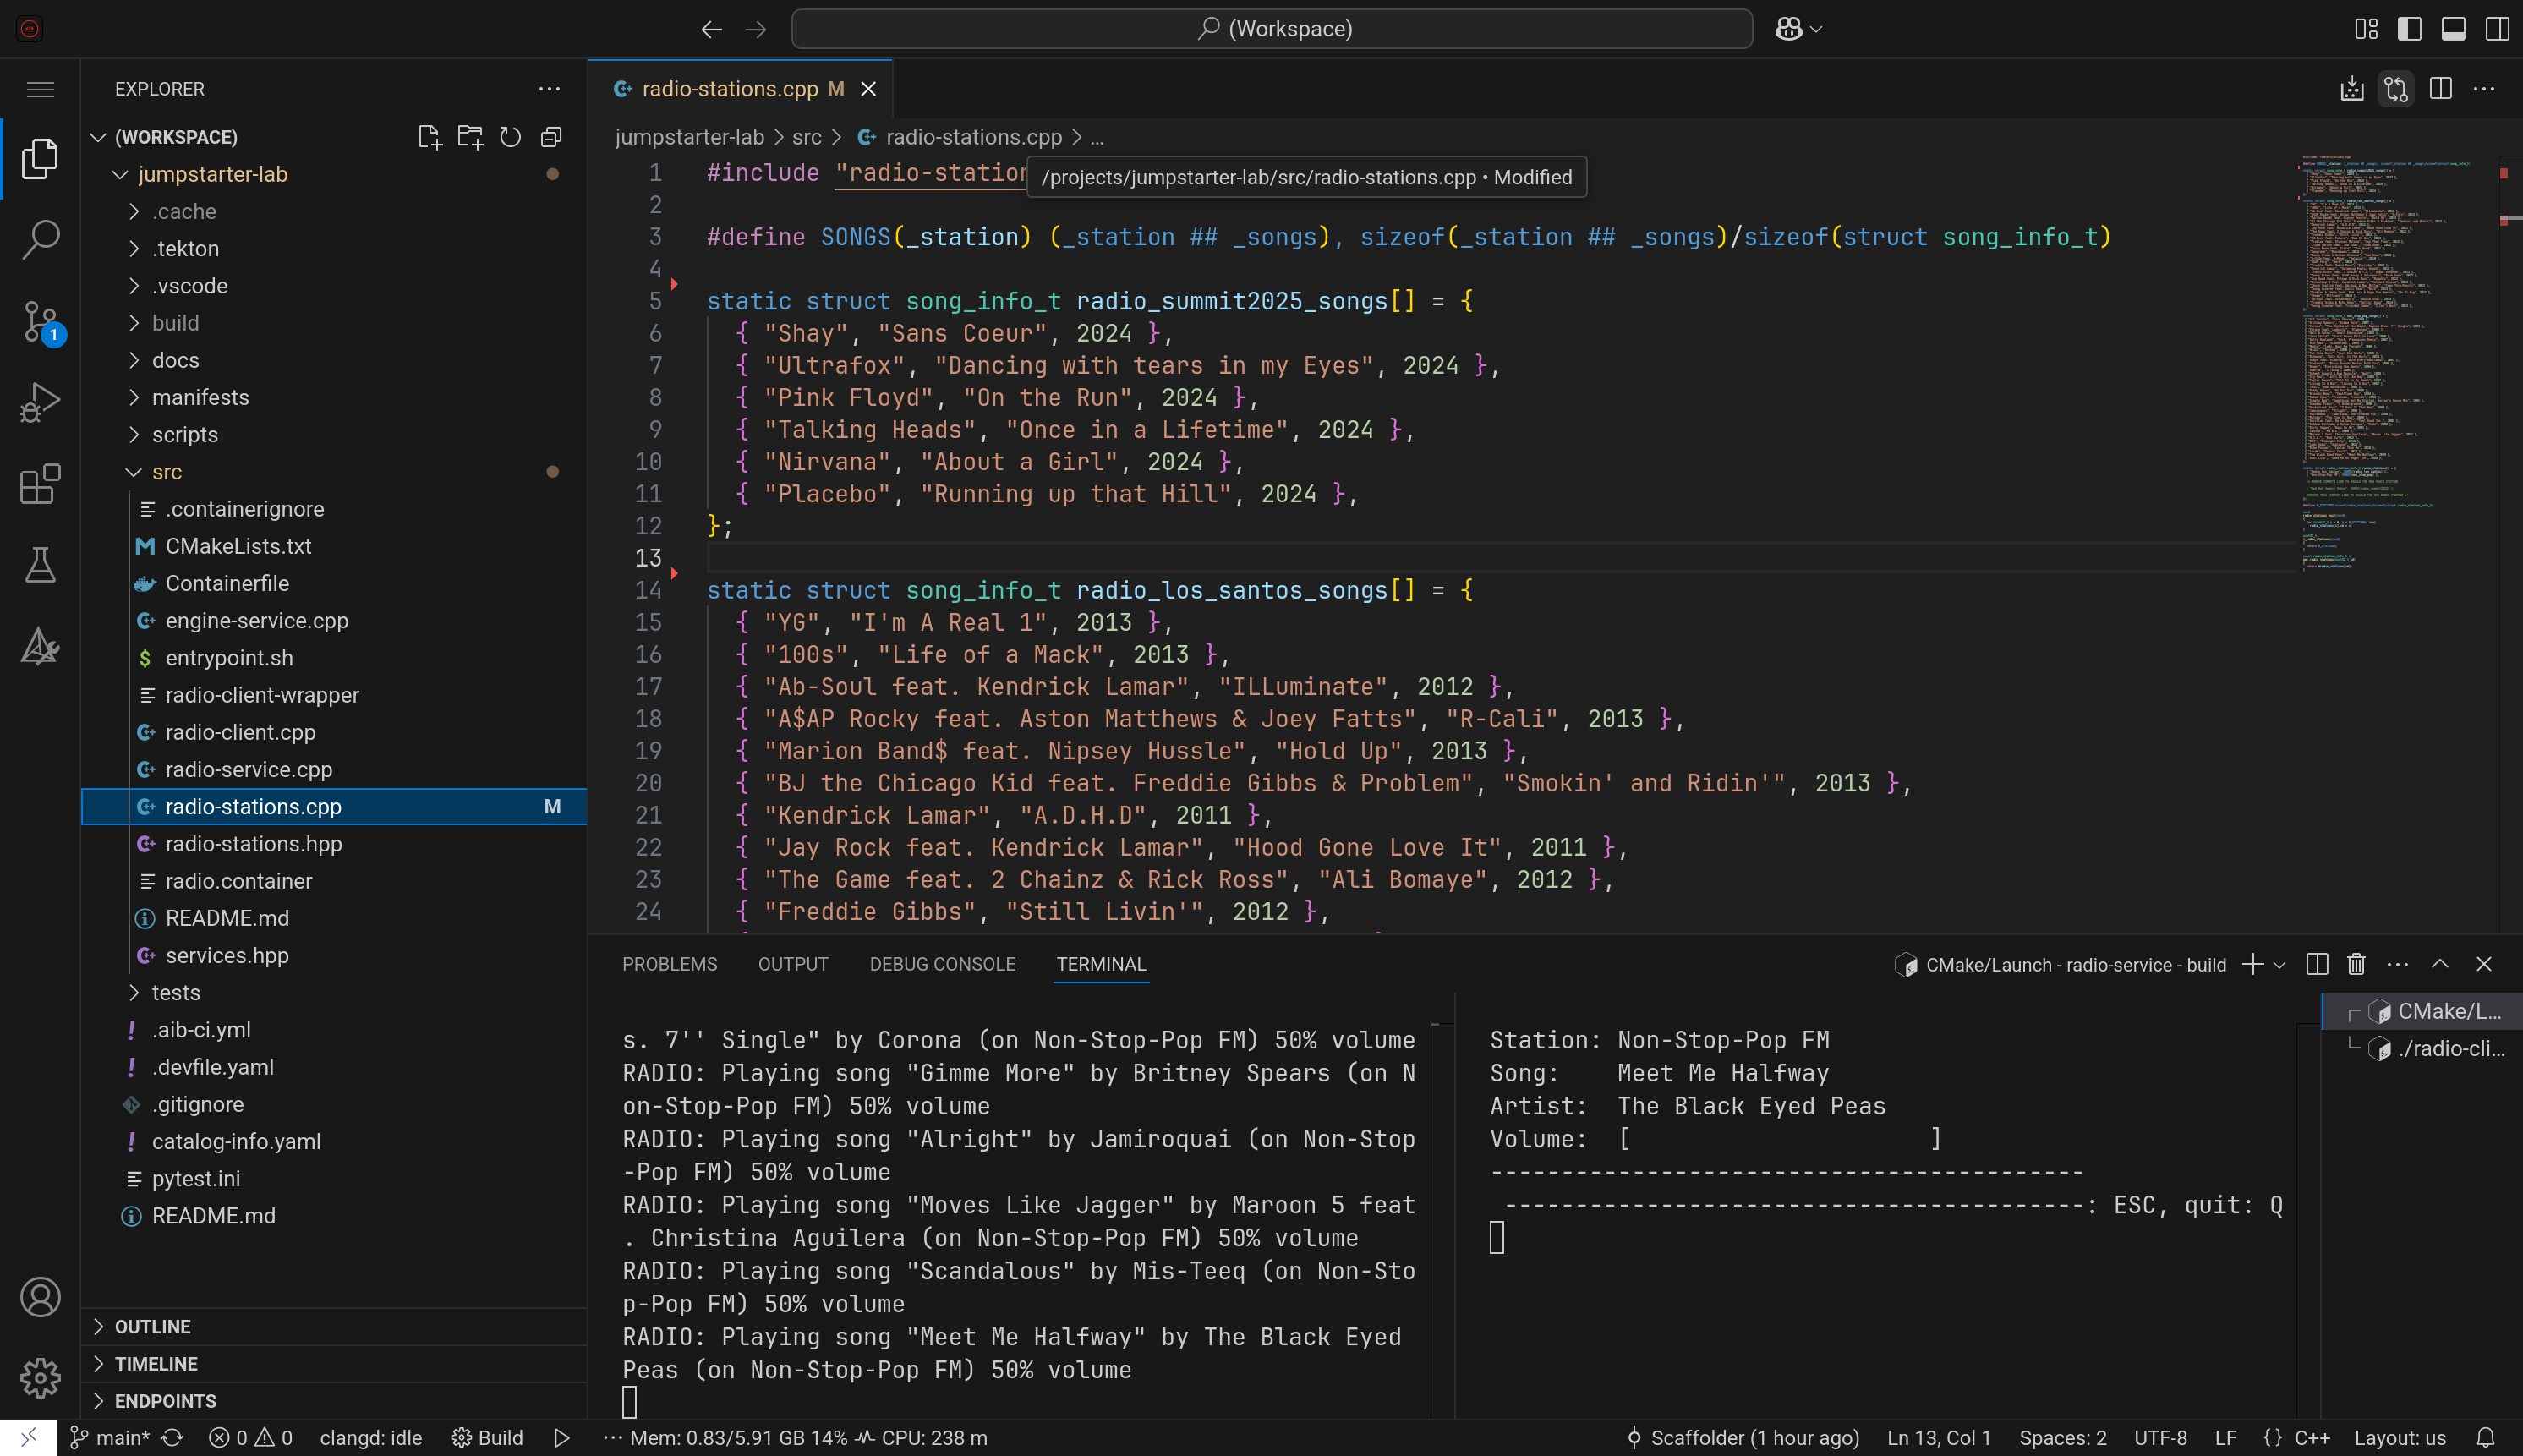 (Workspace)
EXPLORER
(WORKSPACE)
jumpstarter-lab
.cache
.tekton
.vscode
build
docs
manifests
scripts
src
.containerignore
CMakeLists.txt
Containerfile
engine-service.cpp
$ entrypoint.sh
radio-client-wrapper
radio-client.cpp
radio-service.cpp
radio-stations.cpp M
radio-stations.hpp
radio.container
README.md
services.hpp
tests
! .aib-ci.yml
! .devfile.yaml
.gitignore
! catalog-info.yaml
pytest.ini
README.md
OUTLINE
TIMELINE
ENDPOINTS
1
radio-stations.cpp M
jumpstarter-lab > src > radio-stations.cpp > ...
/projects/jumpstarter-lab/src/radio-stations.cpp • Modified
1 #include "radio-station
2
3 #define SONGS(_station) (_station ## _songs), sizeof(_station ## _songs)/sizeof(struct song_info_t)
4
5 static struct song_info_t radio_summit2025_songs[] = {
6 { "Shay", "Sans Coeur", 2024 },
7 { "Ultrafox", "Dancing with tears in my Eyes", 2024 },
8 { "Pink Floyd", "On the Run", 2024 },
9 { "Talking Heads", "Once in a Lifetime", 2024 },
10 { "Nirvana", "About a Girl", 2024 },
11 { "Placebo", "Running up that Hill", 2024 },
12 };
13
14 static struct song_info_t radio_los_santos_songs[] = {
15 { "YG", "I'm A Real 1", 2013 },
16 { "100s", "Life of a Mack", 2013 },
17 { "Ab-Soul feat. Kendrick Lamar", "ILLuminate", 2012 },
18 { "A$AP Rocky feat. Aston Matthews & Joey Fatts", "R-Cali", 2013 },
19 { "Marion Band$ feat. Nipsey Hussle", "Hold Up", 2013 },
20 { "BJ the Chicago Kid feat. Freddie Gibbs & Problem", "Smokin' and Ridin'", 2013 },
21 { "Kendrick Lamar", "A.D.H.D", 2011 },
22 { "Jay Rock feat. Kendrick Lamar", "Hood Gone Love It", 2011 },
23 { "The Game feat. 2 Chainz & Rick Ross", "Ali Bomaye", 2012 },
24 { "Freddie Gibbs", "Still Livin'", 2012 },
PROBLEMS OUTPUT DEBUG CONSOLE TERMINAL
CMake/Launch - radio-service - build
s. 7'' Single" by Corona (on Non-Stop-Pop FM) 50% volume
RADIO: Playing song "Gimme More" by Britney Spears (on N
on-Stop-Pop FM) 50% volume
RADIO: Playing song "Alright" by Jamiroquai (on Non-Stop
-Pop FM) 50% volume
RADIO: Playing song "Moves Like Jagger" by Maroon 5 feat
. Christina Aguilera (on Non-Stop-Pop FM) 50% volume
RADIO: Playing song "Scandalous" by Mis-Teeq (on Non-Sto
p-Pop FM) 50% volume
RADIO: Playing song "Meet Me Halfway" by The Black Eyed
Peas (on Non-Stop-Pop FM) 50% volume
Station: Non-Stop-Pop FM
Song: Meet Me Halfway
Artist: The Black Eyed Peas
Volume: [ ]
------------------------------------------
-----------------------------------------: ESC, quit: Q
CMake/L...
./radio-cli...
main* 0 0 clangd: idle Build ··· Mem: 0.83/5.91 GB 14% CPU: 238 m
Scaffolder (1 hour ago) Ln 13, Col 1 Spaces: 2 UTF-8 LF {} C++ Layout: us